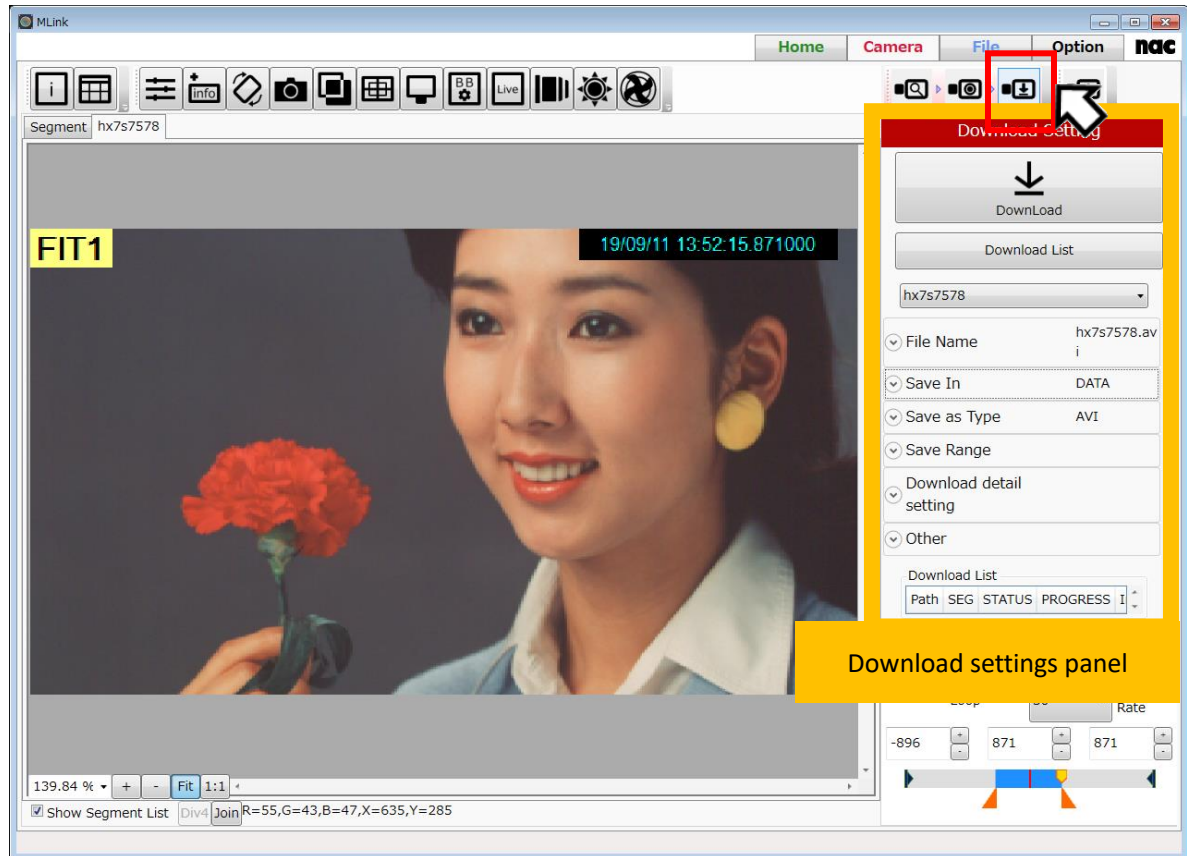 MLink
Home Camera File Option nac
info BB Live
Segment hx7s7578
Download Setting
DownLoad
Download List
FIT1
19/09/11 13:52:15.871000
hx7s7578
File Name hx7s7578.av
i
Save In DATA
Save as Type AVI
Save Range
Download detail
setting
Other
Download List
Path SEG STATUS PROGRESS I
Download settings panel
Rate
-896 871 871
139.84 % + - Fit 1:1
Show Segment List Div4 Join R=55,G=43,B=47,X=635,Y=285